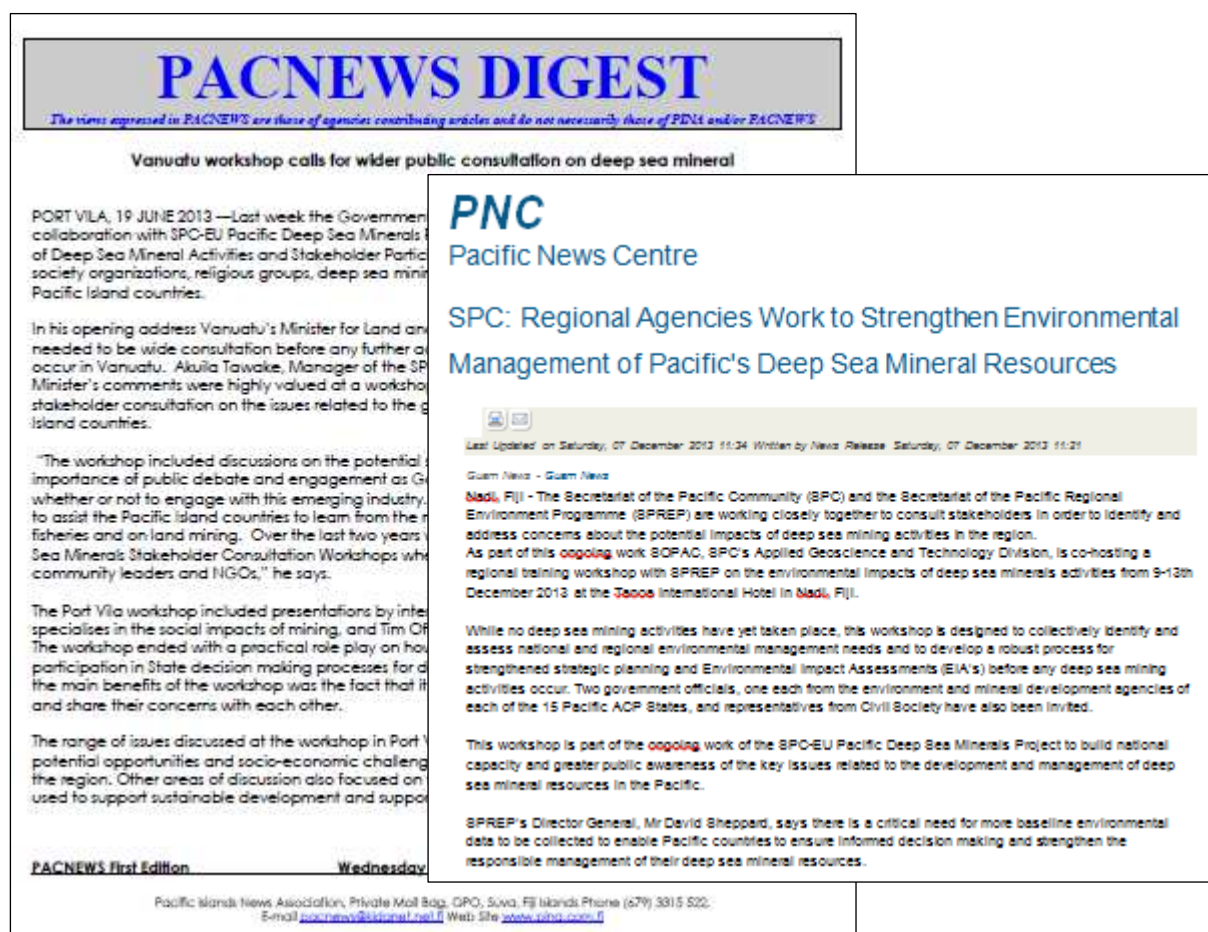 PACNEWS DIGEST
The views expressed in PACNEWS are those of agencies contributing articles and do not necessarily those of PINA and/or PACNEWS
Vanuatu workshop calls for wider public consultation on deep sea mineral
PORT VILA, 19 JUNE 2013 —Last week the Governmen
collaboration with SPC-EU Pacific Deep Sea Minerals
of Deep Sea Mineral Activities and Stakeholder Partic
society organizations, religious groups, deep sea minin
Pacific Island countries.
In his opening address Vanuatu's Minister for Land an
needed to be wide consultation before any further a
occur in Vanuatu. Akuila Tawake, Manager of the SP
Minister's comments were highly valued at a workshop
stakeholder consultation on the issues related to the g
Island countries.
"The workshop included discussions on the potential s
importance of public debate and engagement as G
whether or not to engage with this emerging industry.
to assist the Pacific Island countries to learn from the
fisheries and on land mining. Over the last two years
Sea Minerals Stakeholder Consultation Workshops whe
community leaders and NGOs," he says.
The Port Vila workshop included presentations by inte
specialises in the social impacts of mining, and Tim Of
The workshop ended with a practical role play on how
participation in State decision making processes for d
the main benefits of the workshop was the fact that it
and share their concerns with each other.
The range of issues discussed at the workshop in Port V
potential opportunities and socio-economic challeng
the region. Other areas of discussion also focused on
used to support sustainable development and suppor
PACNEWS First Edition Wednesday
Pacific Islands News Association, Private Mail Bag, GPO, Suva, Fiji Islands Phone (679) 3315 522,
E-mail pacnews@kidanet.net.fj Web Site www.pina.com.fj
PNC
Pacific News Centre
SPC: Regional Agencies Work to Strengthen Environmental
Management of Pacific's Deep Sea Mineral Resources
Last Updated on Saturday, 07 December 2013 11:34 Written by News Release Saturday, 07 December 2013 11:21
Guam News - Guam News
Nadi, Fiji - The Secretariat of the Pacific Community (SPC) and the Secretariat of the Pacific Regional
Environment Programme (SPREP) are working closely together to consult stakeholders in order to identify and
address concerns about the potential impacts of deep sea mining activities in the region.
As part of this ongoing work SOPAC, SPC's Applied Geoscience and Technology Division, is co-hosting a
regional training workshop with SPREP on the environmental impacts of deep sea minerals activities from 9-13th
December 2013 at the Tanoa International Hotel in Nadi, Fiji.
While no deep sea mining activities have yet taken place, this workshop is designed to collectively identify and
assess national and regional environmental management needs and to develop a robust process for
strengthened strategic planning and Environmental Impact Assessments (EIA's) before any deep sea mining
activities occur. Two government officials, one each from the environment and mineral development agencies of
each of the 15 Pacific ACP States, and representatives from Civil Society have also been invited.
This workshop is part of the ongoing work of the SPC-EU Pacific Deep Sea Minerals Project to build national
capacity and greater public awareness of the key issues related to the development and management of deep
sea mineral resources in the Pacific.
SPREP's Director General, Mr David Sheppard, says there is a critical need for more baseline environmental
data to be collected to enable Pacific countries to ensure informed decision making and strengthen the
responsible management of their deep sea mineral resources.